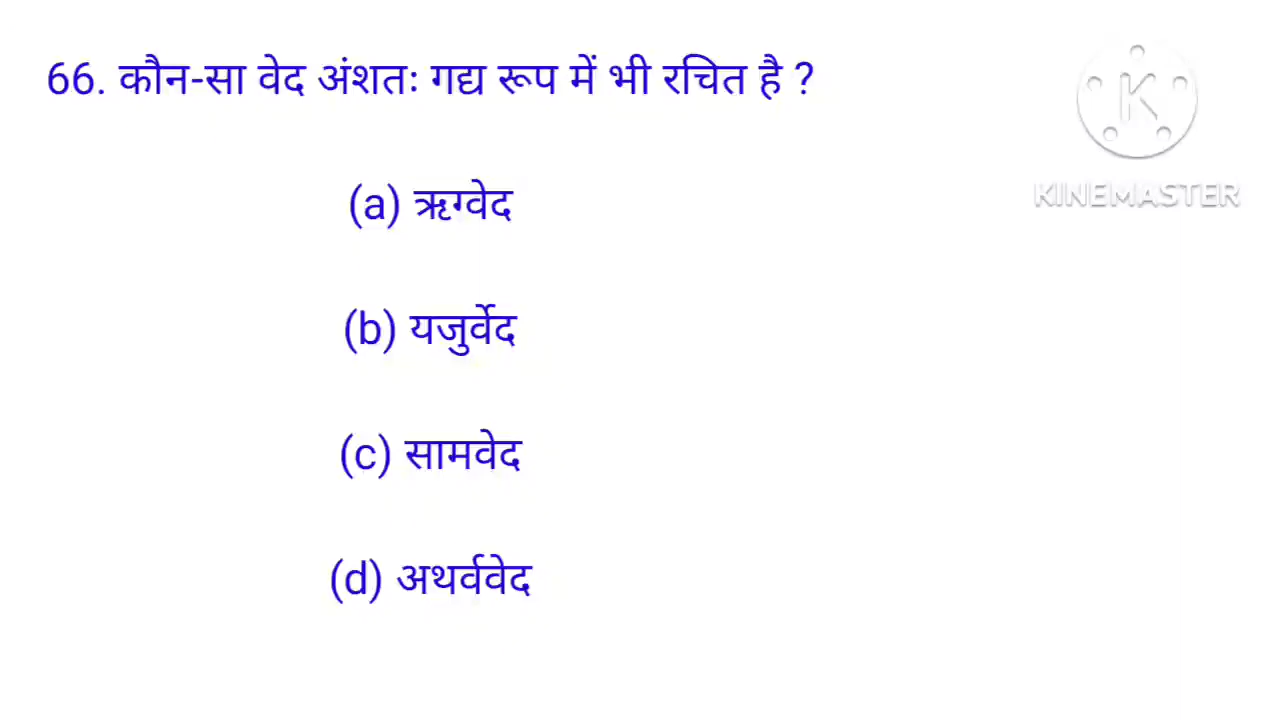 66. कौन-सा वेद अंशतः गद्य रूप में भी रचित है ?
(a) ऋग्वेद
(b) यजुर्वेद
(c) सामवेद
(d) अथर्ववेद
K
KINEMASTER